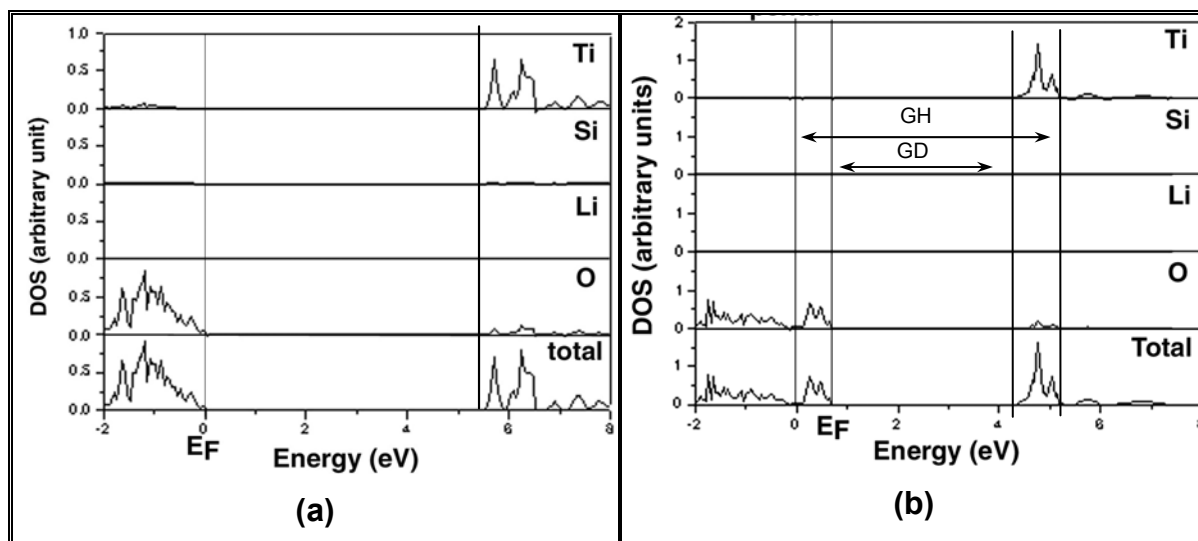 1.0
Ti
0.5
0.0
Si
0.5
0.0
Li
0.5
0.0
O
0.5
0.0
total
0.5
0.0
DOS (arbitrary unit)
-2 0 2 4 6 8
EF
Energy (eV)
(a)
2
Ti
1
0
GH
Si
1
GD
0
Li
1
0
O
1
0
Total
1
0
DOS (arbitrary units)
-2 0 2 4 6
EF
Energy (eV)
(b)